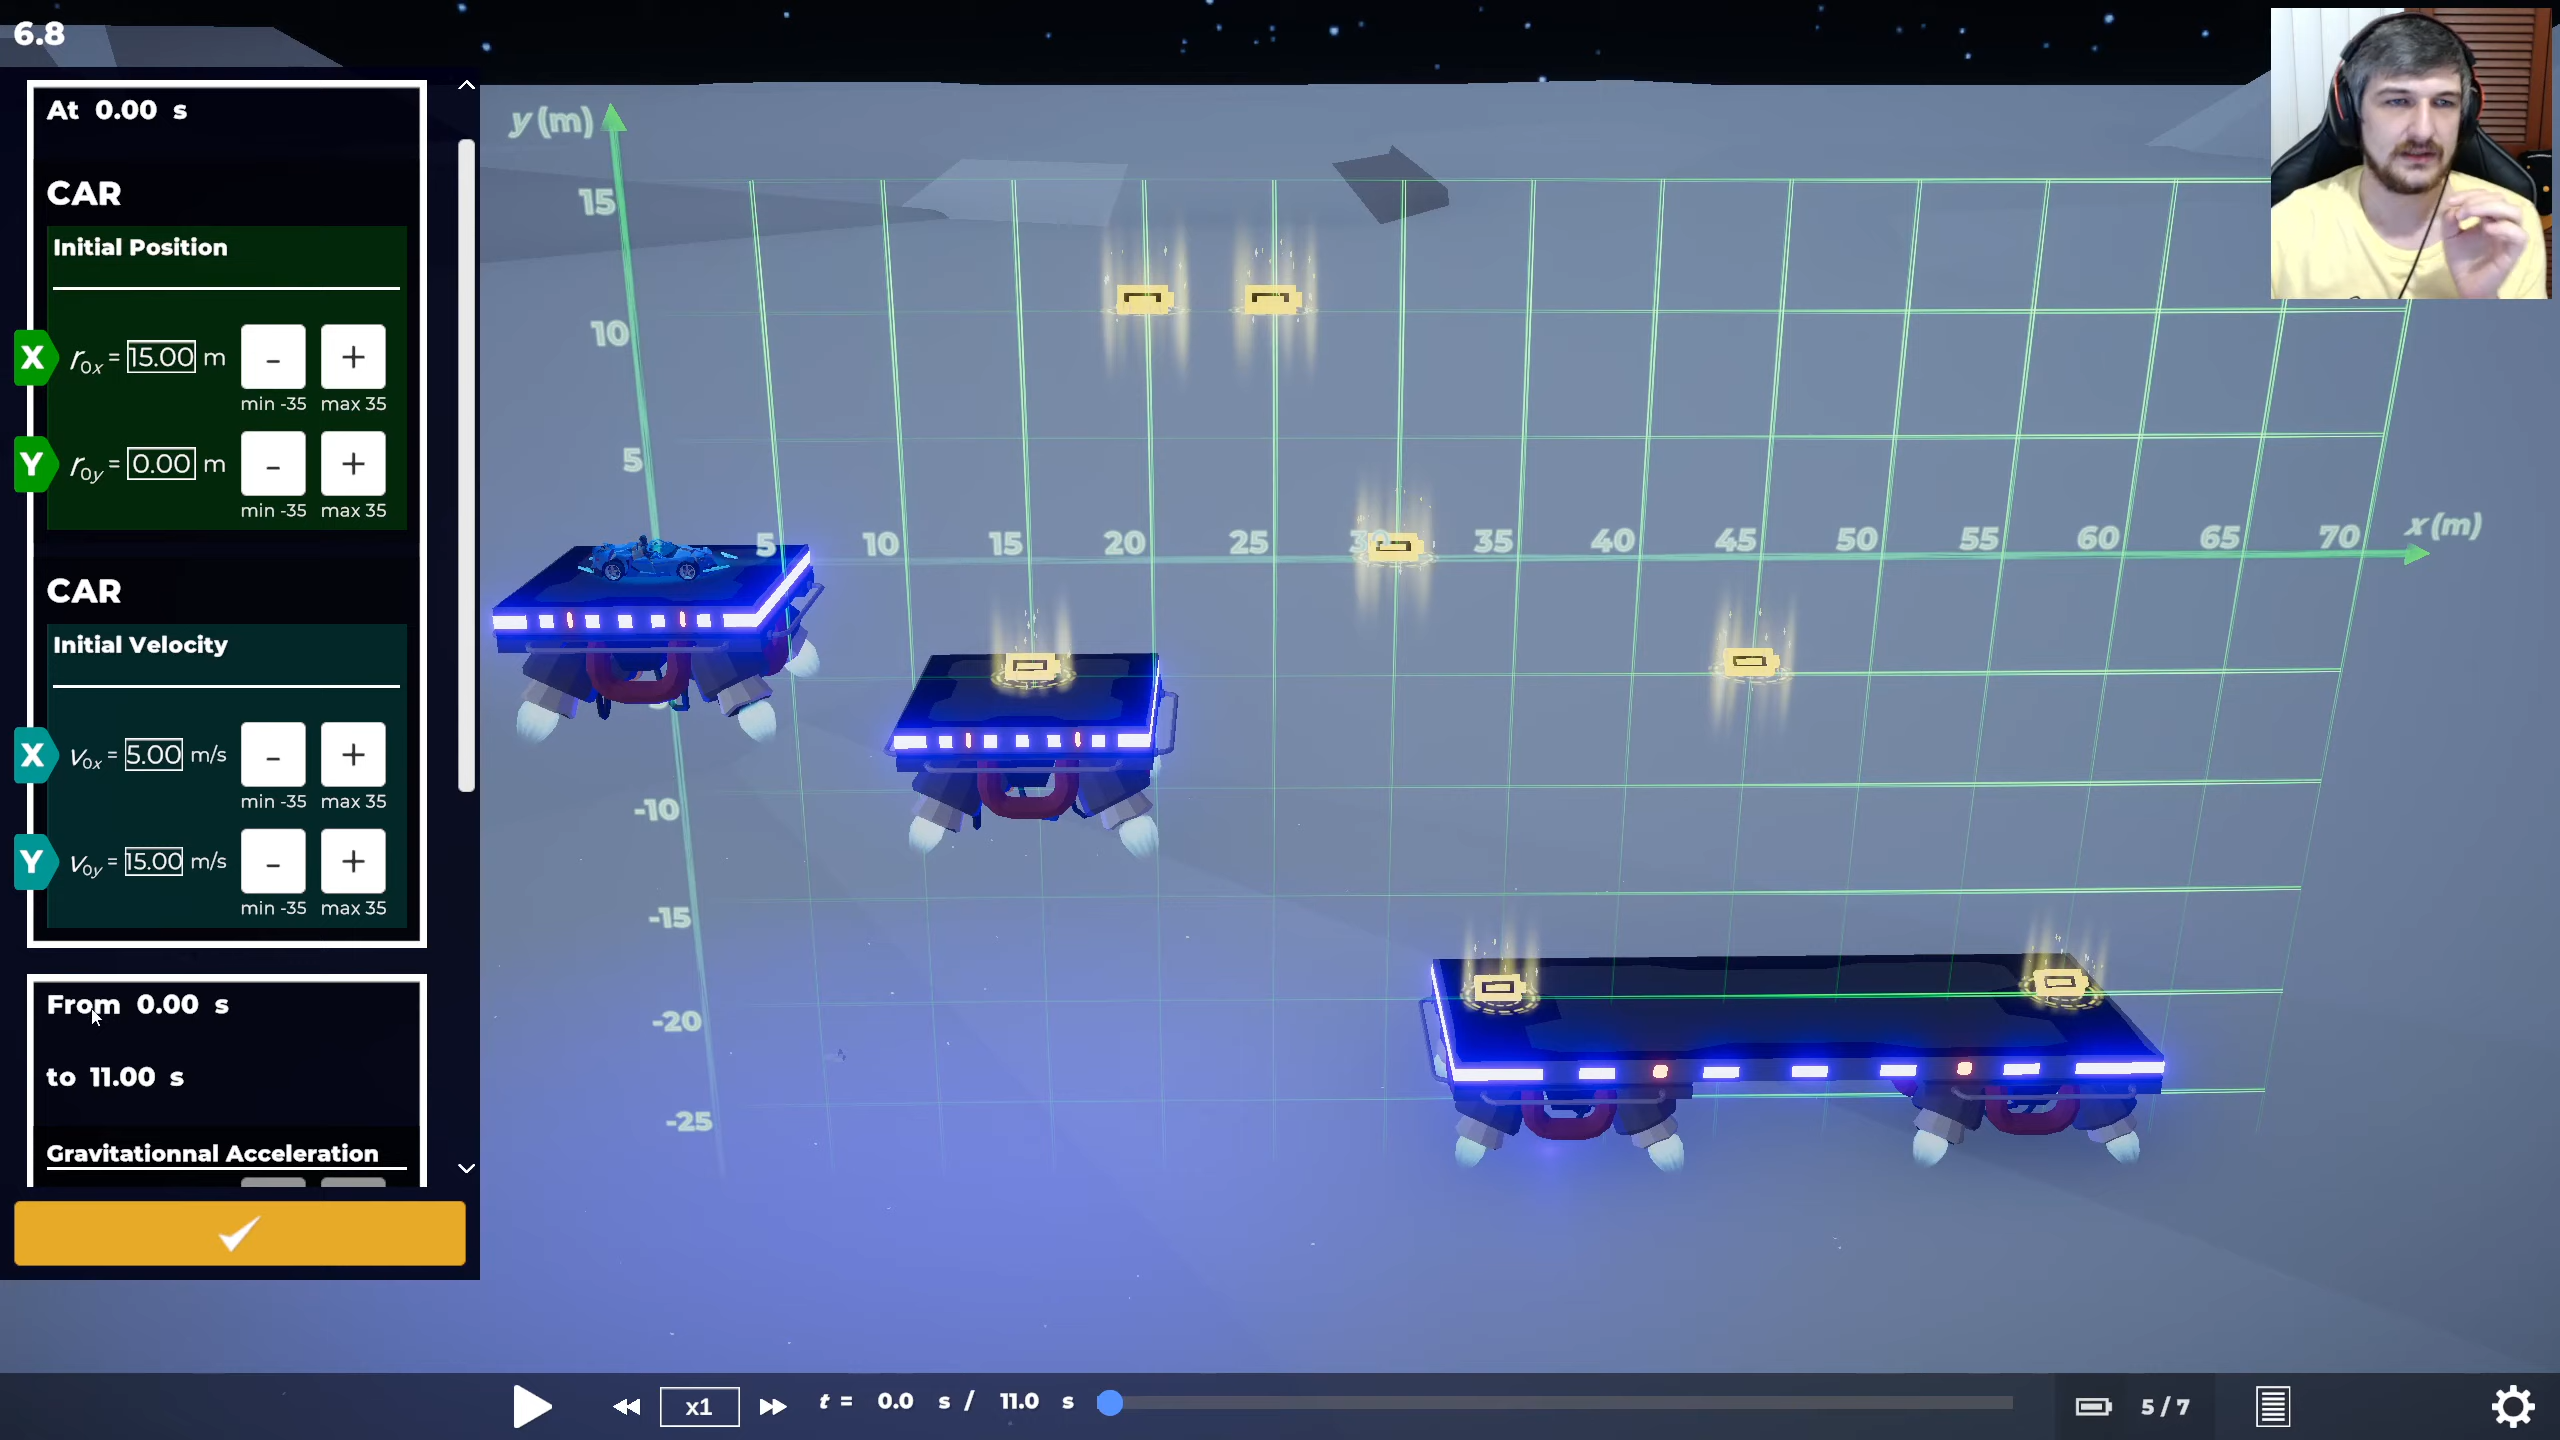 6.8
At 0.00 s
CAR
Initial Position
X r0x = 15.00 m - +
min -35 max 35
Y r0y = 0.00 m - +
min -35 max 35
CAR
Initial Velocity
X v0x = 5.00 m/s - +
min -35 max 35
Y v0y = 15.00 m/s - +
min -35 max 35
From 0.00 s
to 11.00 s
Gravitationnal Acceleration
y (m)
15
10
5
5 10 15 20 25 30 35 40 45 50 55 60 65 70 x (m)
-10
-15
-20
-25
x1 t = 0.0 s / 11.0 s
5 / 7